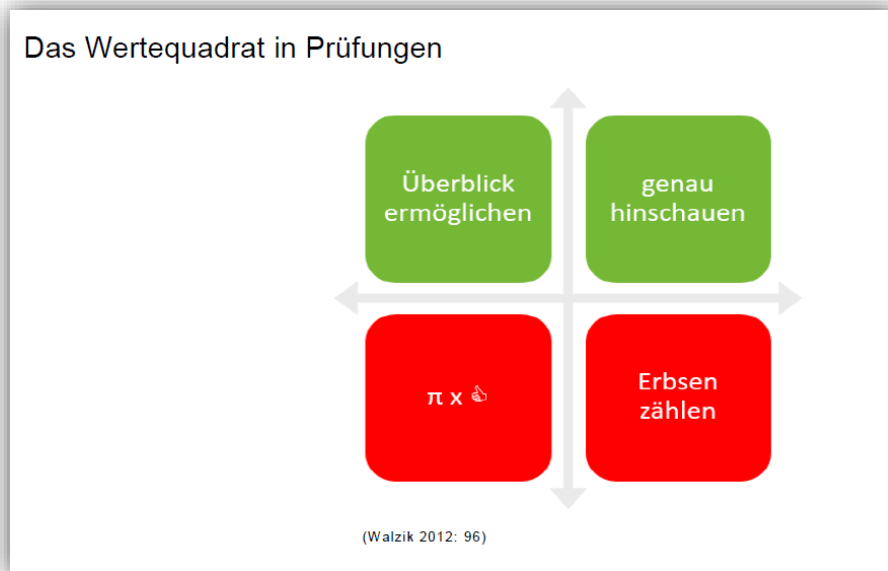 Das Wertequadrat in Prüfungen
Überblick
ermöglichen
genau
hinschauen
π x 👍
Erbsen
zählen
(Walzik 2012: 96)